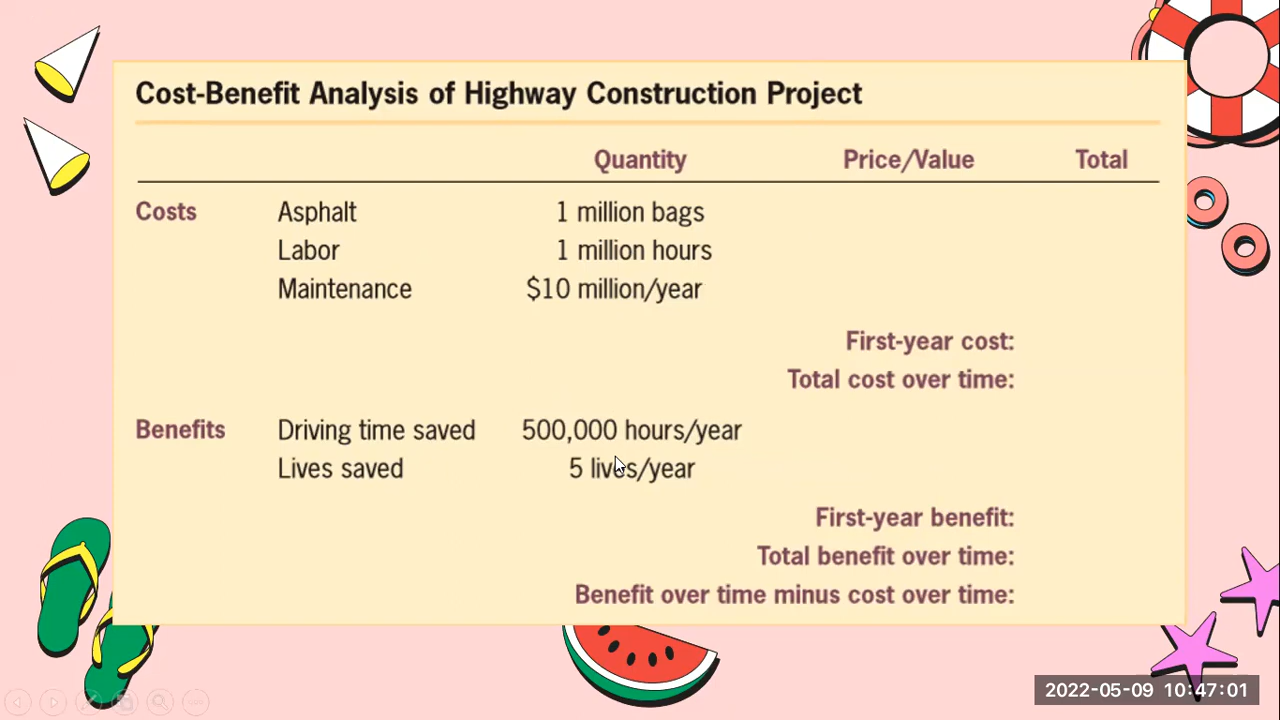 Cost-Benefit Analysis of Highway Construction Project
Quantity Price/Value Total
Costs Asphalt 1 million bags
Labor 1 million hours
Maintenance $10 million/year
First-year cost:
Total cost over time:
Benefits Driving time saved 500,000 hours/year
Lives saved 5 lives/year
First-year benefit:
Total benefit over time:
Benefit over time minus cost over time:
2022-05-09 10:47:01